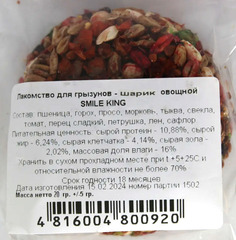 Лакомство для грызунов - шарик овощной
SMILE KING
Состав: пшеница, горох, просо, морковь, тыква, свекла,
томат, перец сладкий, петрушка, лен, сафлор
Питательная ценность: сырой протеин - 10,88%, сырой
жир - 6,24%, сырая клетчатка - 4,14%, сырая зола -
2,02%, массовая доля влаги - 16%
Хранить в сухом прохладном месте при t +5+25С и
относительной влажности не более 70%
Срок годности 18 месяцев
Дата изготовления 15.02.2024 номер партии 1502
Масса нетто 20 гр. +/-5 гр.
4 816004 800920